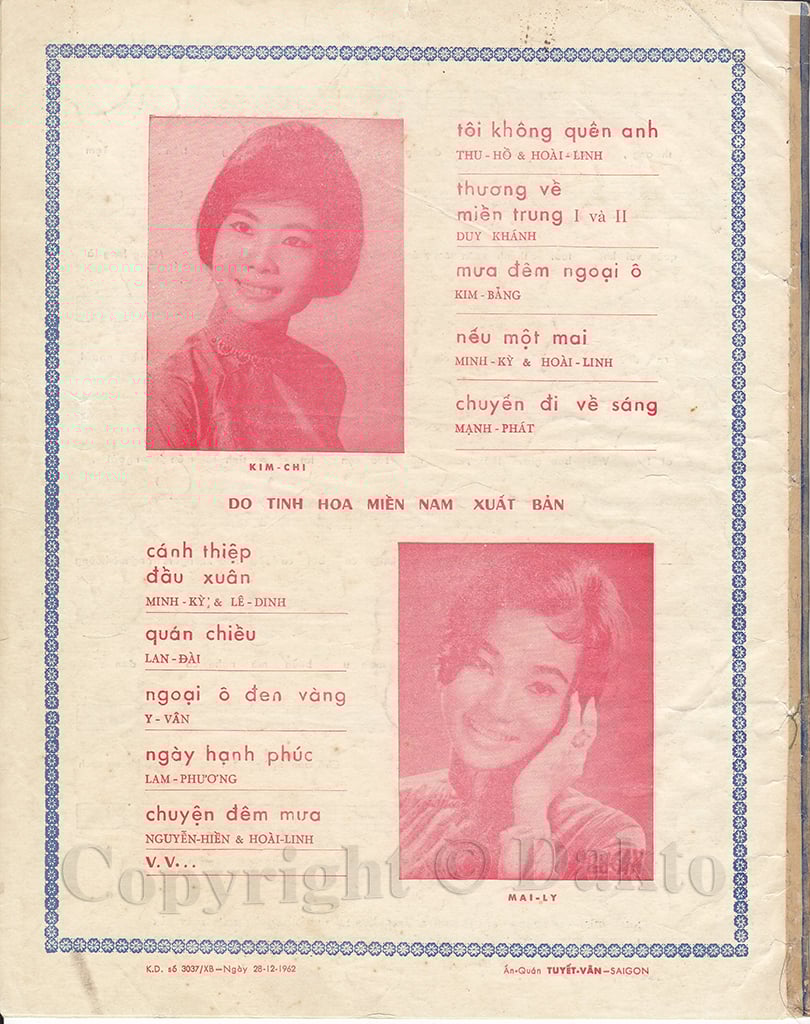 tôi không quên anh
THU - HỒ & HOÀI - LINH
thương về
miền trung I và II
DUY KHÁNH
mưa đêm ngoại ô
KIM - BẢNG
nếu một mai
MINH - KỲ & HOÀI - LINH
chuyến đi về sáng
MẠNH - PHÁT
KIM - CHI
DO TINH HOA MIỀN NAM XUẤT BẢN
cánh thiệp
đầu xuân
MINH - KỲ & LÊ - DINH
quán chiều
LAN - ĐÀI
ngoại ô đen vàng
Y - VÂN
ngày hạnh phúc
LAM - PHƯƠNG
chuyện đêm mưa
NGUYỄN-HIỀN & HOÀI-LINH
V. V...
MAI - LY
Copyright © Dakto
K.D. số 3037/XB — Ngày 28-12-1962
Ấn-Quán TUYẾT-VÂN — SAIGON